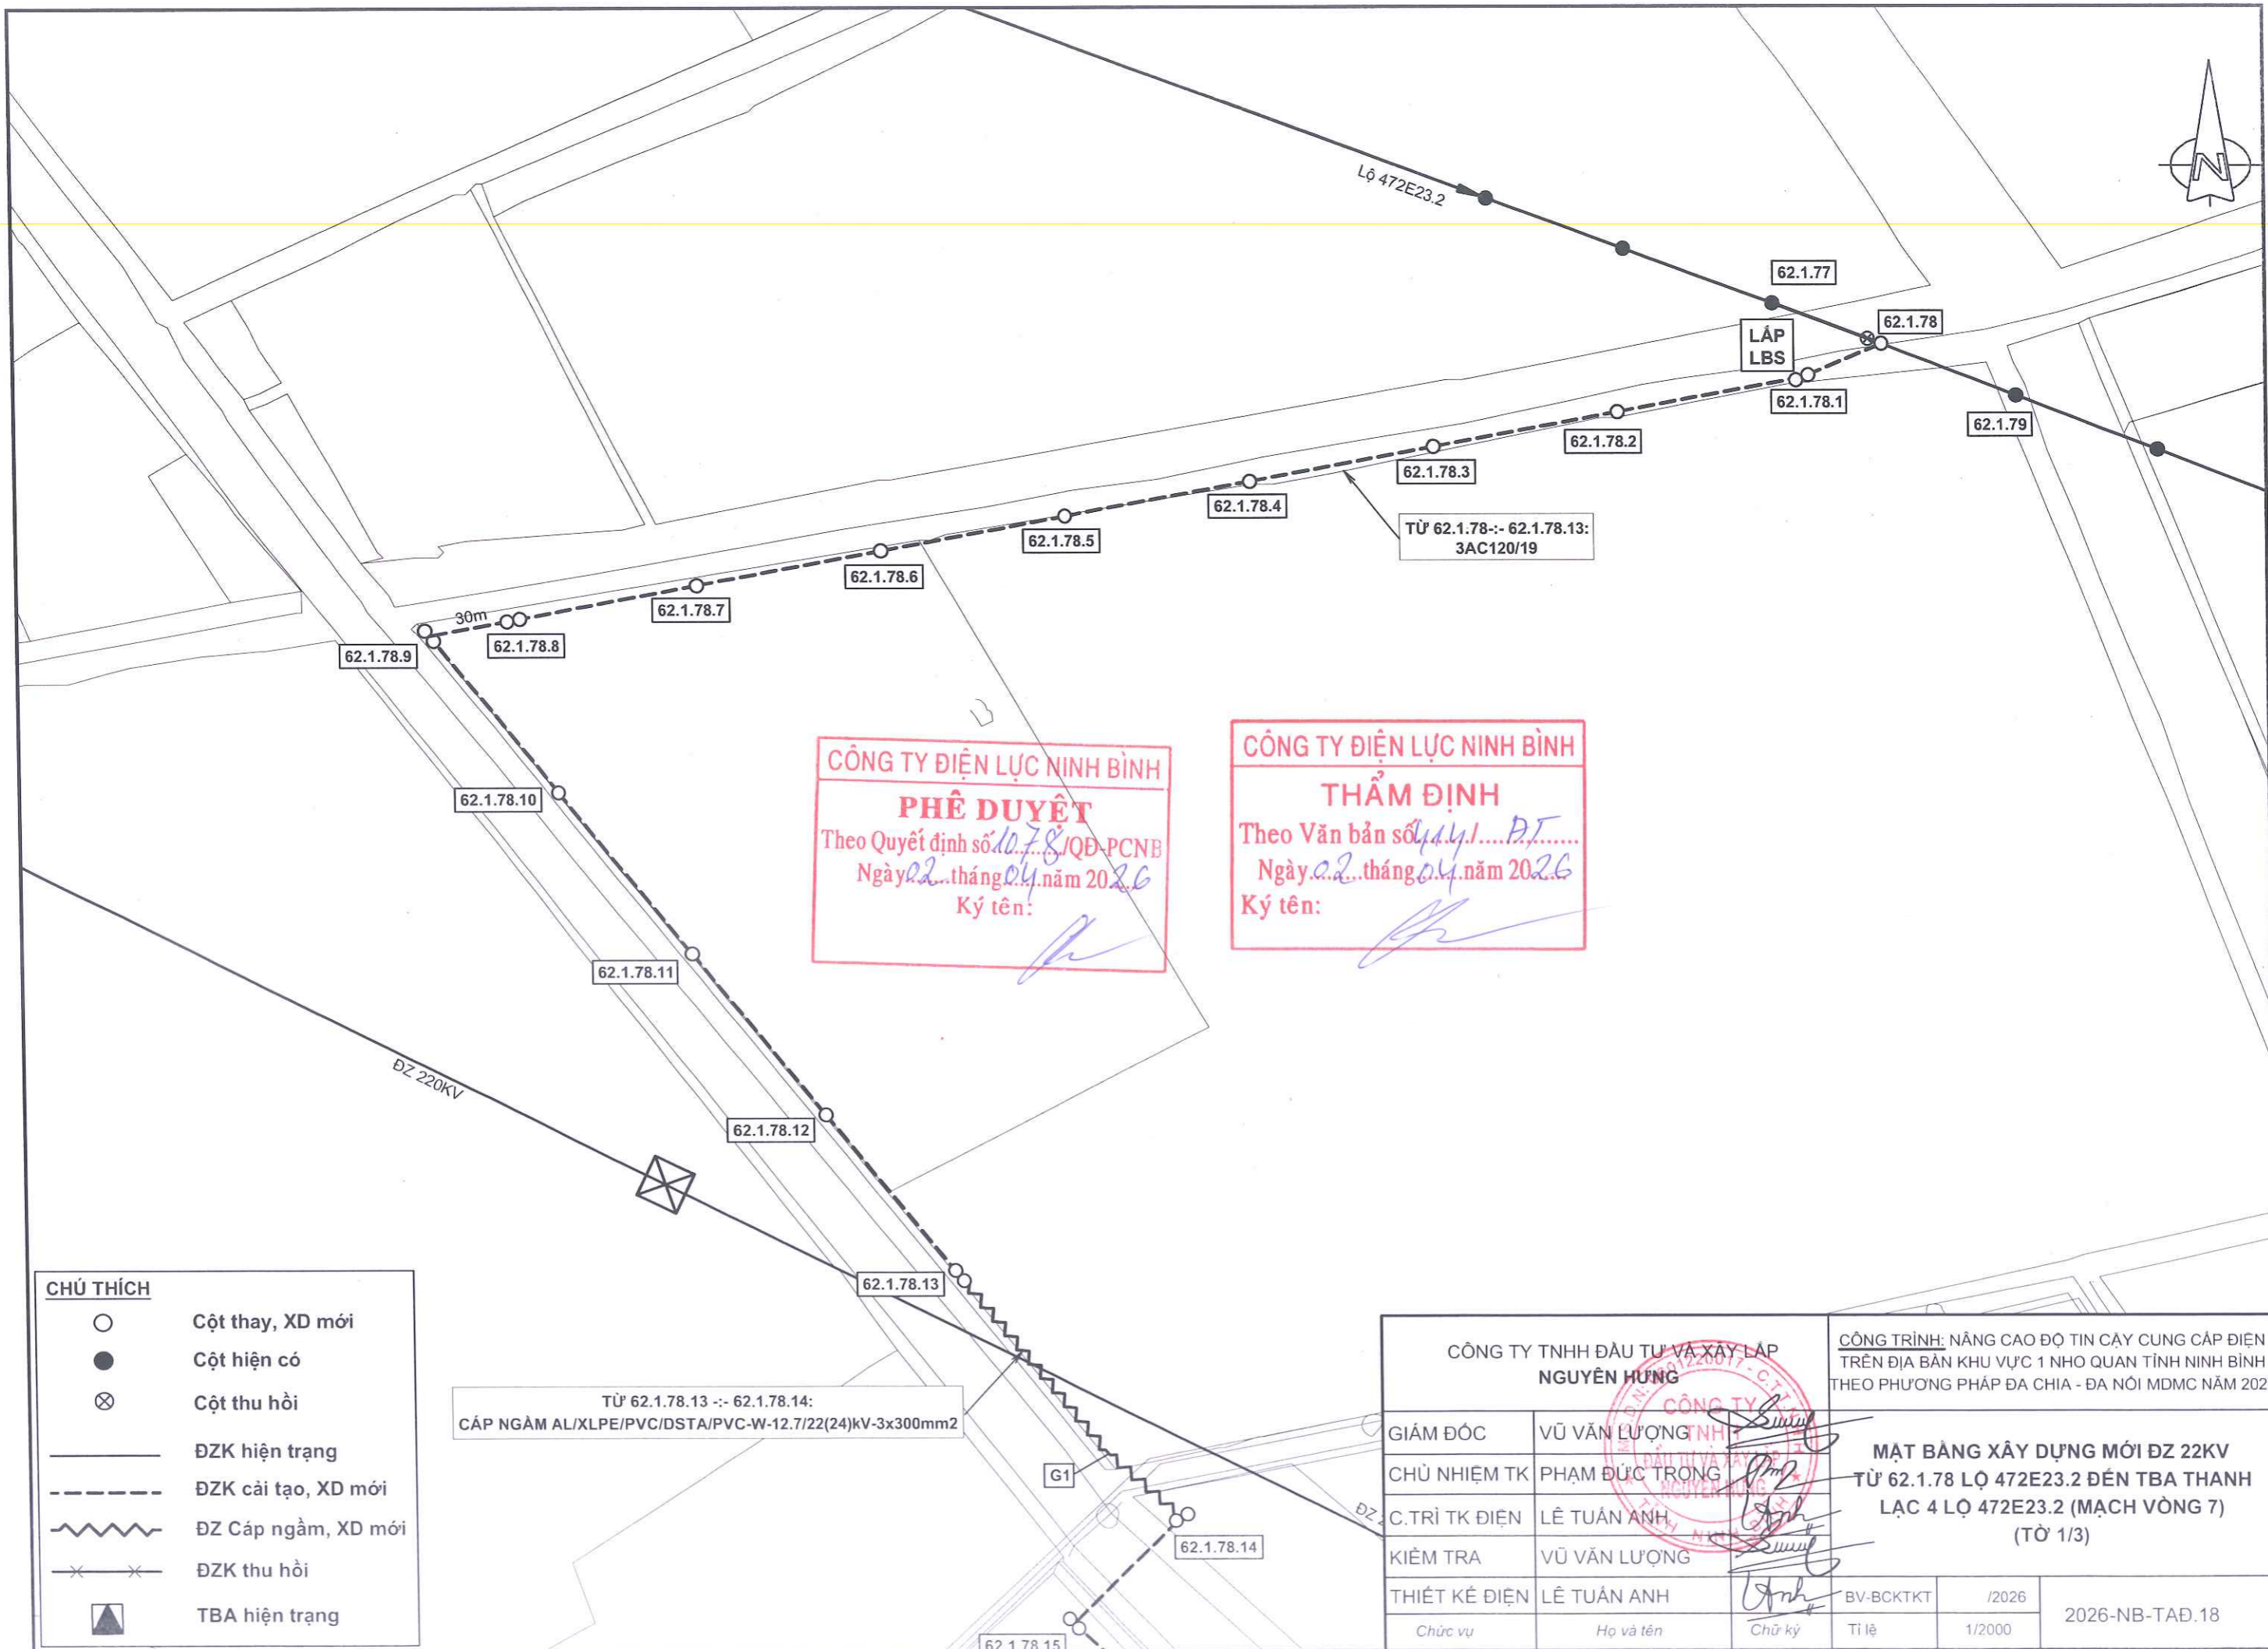 Lộ 472E23.2
N
62.1.77
62.1.78
LẮP
LBS
62.1.78.1
62.1.79
62.1.78.2
62.1.78.3
62.1.78.4
TỪ 62.1.78-:- 62.1.78.13:
3AC120/19
62.1.78.5
62.1.78.6
62.1.78.7
30m
62.1.78.8
62.1.78.9
62.1.78.10
CÔNG TY ĐIỆN LỰC NINH BÌNH
PHÊ DUYỆT
Theo Quyết định số 1078/QĐ-PCNB
Ngày 02 tháng 04 năm 2026
Ký tên:
CÔNG TY ĐIỆN LỰC NINH BÌNH
THẨM ĐỊNH
Theo Văn bản số /
Ngày 02 tháng 04 năm 2026
Ký tên:
62.1.78.11
ĐZ 220KV
62.1.78.12
62.1.78.13
TỪ 62.1.78.13 -:- 62.1.78.14:
CÁP NGẦM AL/XLPE/PVC/DSTA/PVC-W-12.7/22(24)kV-3x300mm2
G1
62.1.78.14
62.1.78.15
ĐZ
CHÚ THÍCH
Cột thay, XD mới
Cột hiện có
Cột thu hồi
ĐZK hiện trạng
ĐZK cải tạo, XD mới
ĐZ Cáp ngầm, XD mới
ĐZK thu hồi
TBA hiện trạng
CÔNG TY TNHH ĐẦU TƯ VÀ XÂY LẮP
NGUYÊN HƯNG
CÔNG TRÌNH: NÂNG CAO ĐỘ TIN CẬY CUNG CẤP ĐIỆN
TRÊN ĐỊA BÀN KHU VỰC 1 NHO QUAN TỈNH NINH BÌNH
THEO PHƯƠNG PHÁP ĐA CHIA - ĐA NỐI MDMC NĂM 202
CÔNG TY
TNHH
ĐẦU TƯ VÀ XÂY LẮP
NGUYÊN HƯNG
GIÁM ĐỐC VŨ VĂN LƯỢNG
CHỦ NHIỆM TK PHẠM ĐỨC TRỌNG
C.TRÌ TK ĐIỆN LÊ TUẤN ANH
KIỂM TRA VŨ VĂN LƯỢNG
THIẾT KẾ ĐIỆN LÊ TUẤN ANH
Chức vụ Họ và tên Chữ ký
MẶT BẰNG XÂY DỰNG MỚI ĐZ 22KV
TỪ 62.1.78 LỘ 472E23.2 ĐẾN TBA THANH
LẠC 4 LỘ 472E23.2 (MẠCH VÒNG 7)
(TỜ 1/3)
BV-BCKTKT /2026
Tỉ lệ 1/2000
2026-NB-TAĐ.18